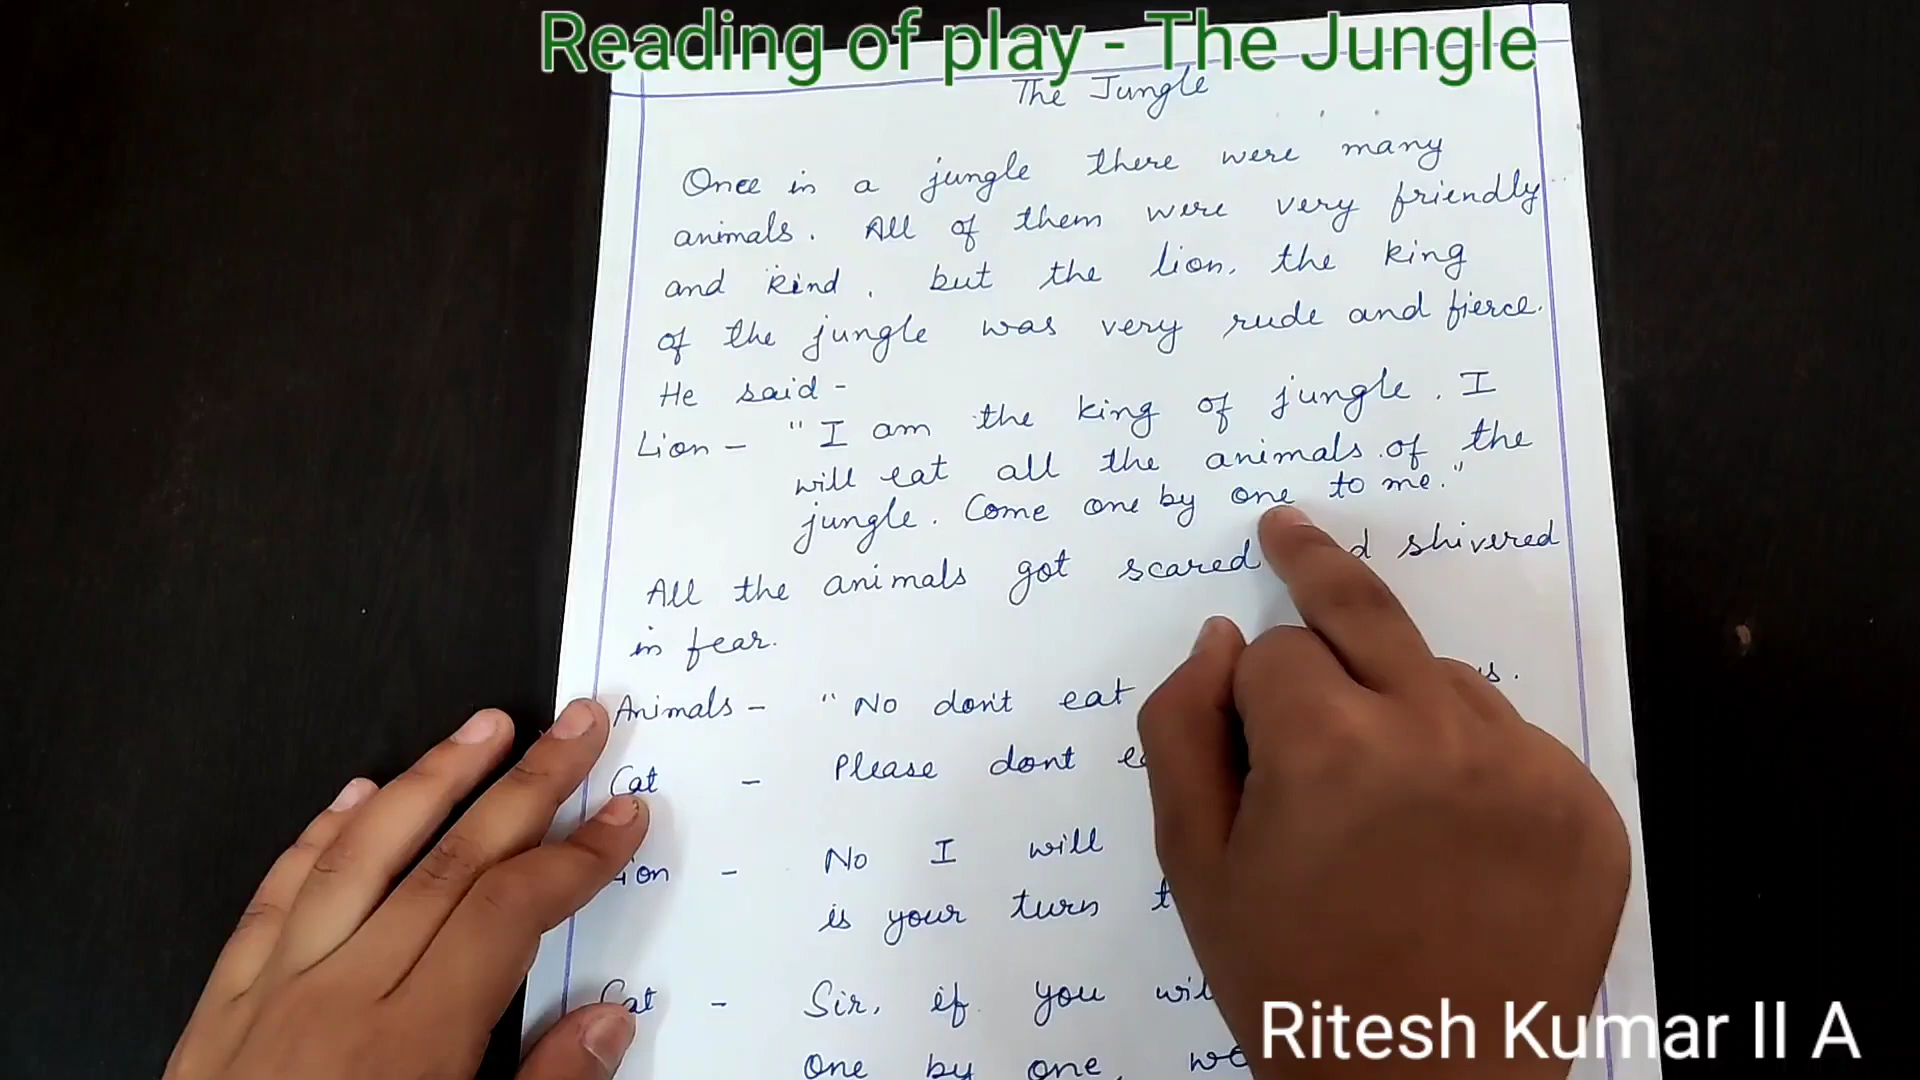 Reading of play - The Jungle
The Jungle
Once in a jungle there were many
animals. All of them were very friendly
and kind, but the lion, the king
of the jungle was very rude and fierce.
He said -
Lion - "I am the king of jungle. I
will eat all the animals of the
jungle. Come one by one to me."
All the animals got scared shivered
in fear.
Animals - "No don't eat
Cat - Please dont
No I will
is your turn
Cat - Sir, if you
one by one,
Ritesh Kumar II A